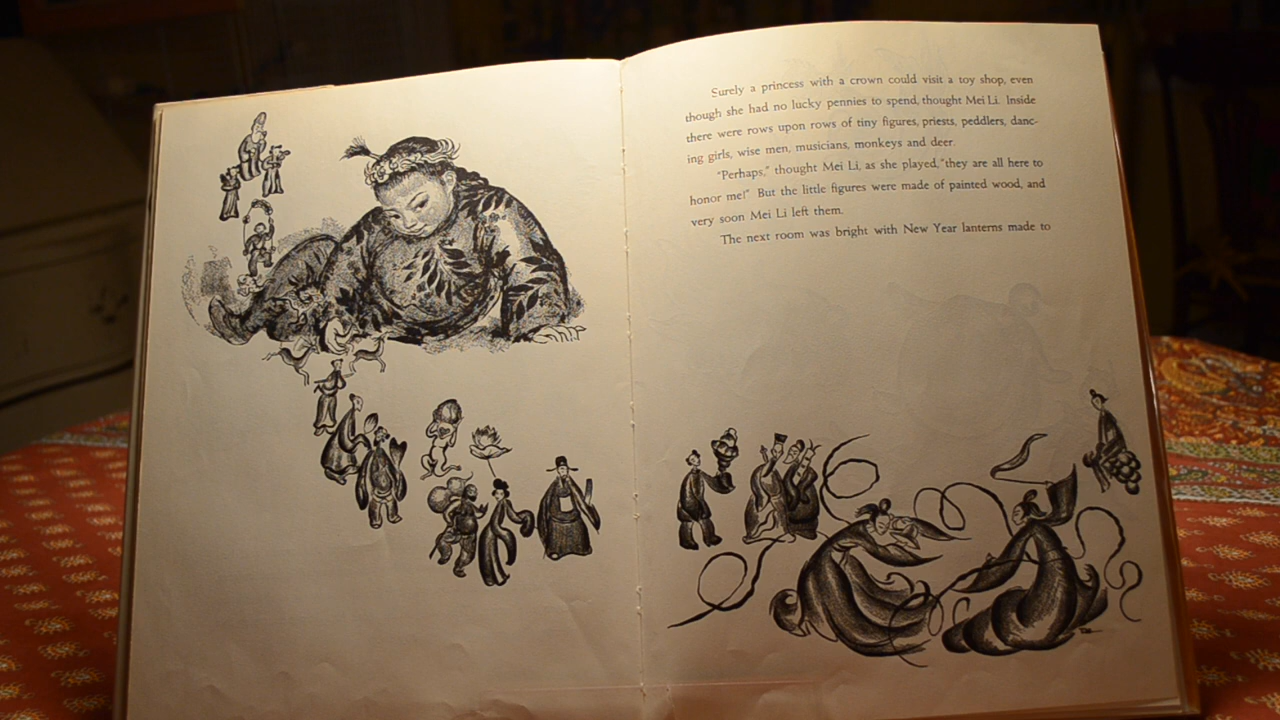 Surely a princess with a crown could visit a toy shop, even
though she had no lucky pennies to spend, thought Mei Li. Inside
there were rows upon rows of tiny figures, priests, peddlers, danc-
ing girls, wise men, musicians, monkeys and deer.
"Perhaps," thought Mei Li, as she played, "they are all here to
honor me!" But the little figures were made of painted wood, and
very soon Mei Li left them.
The next room was bright with New Year lanterns made to